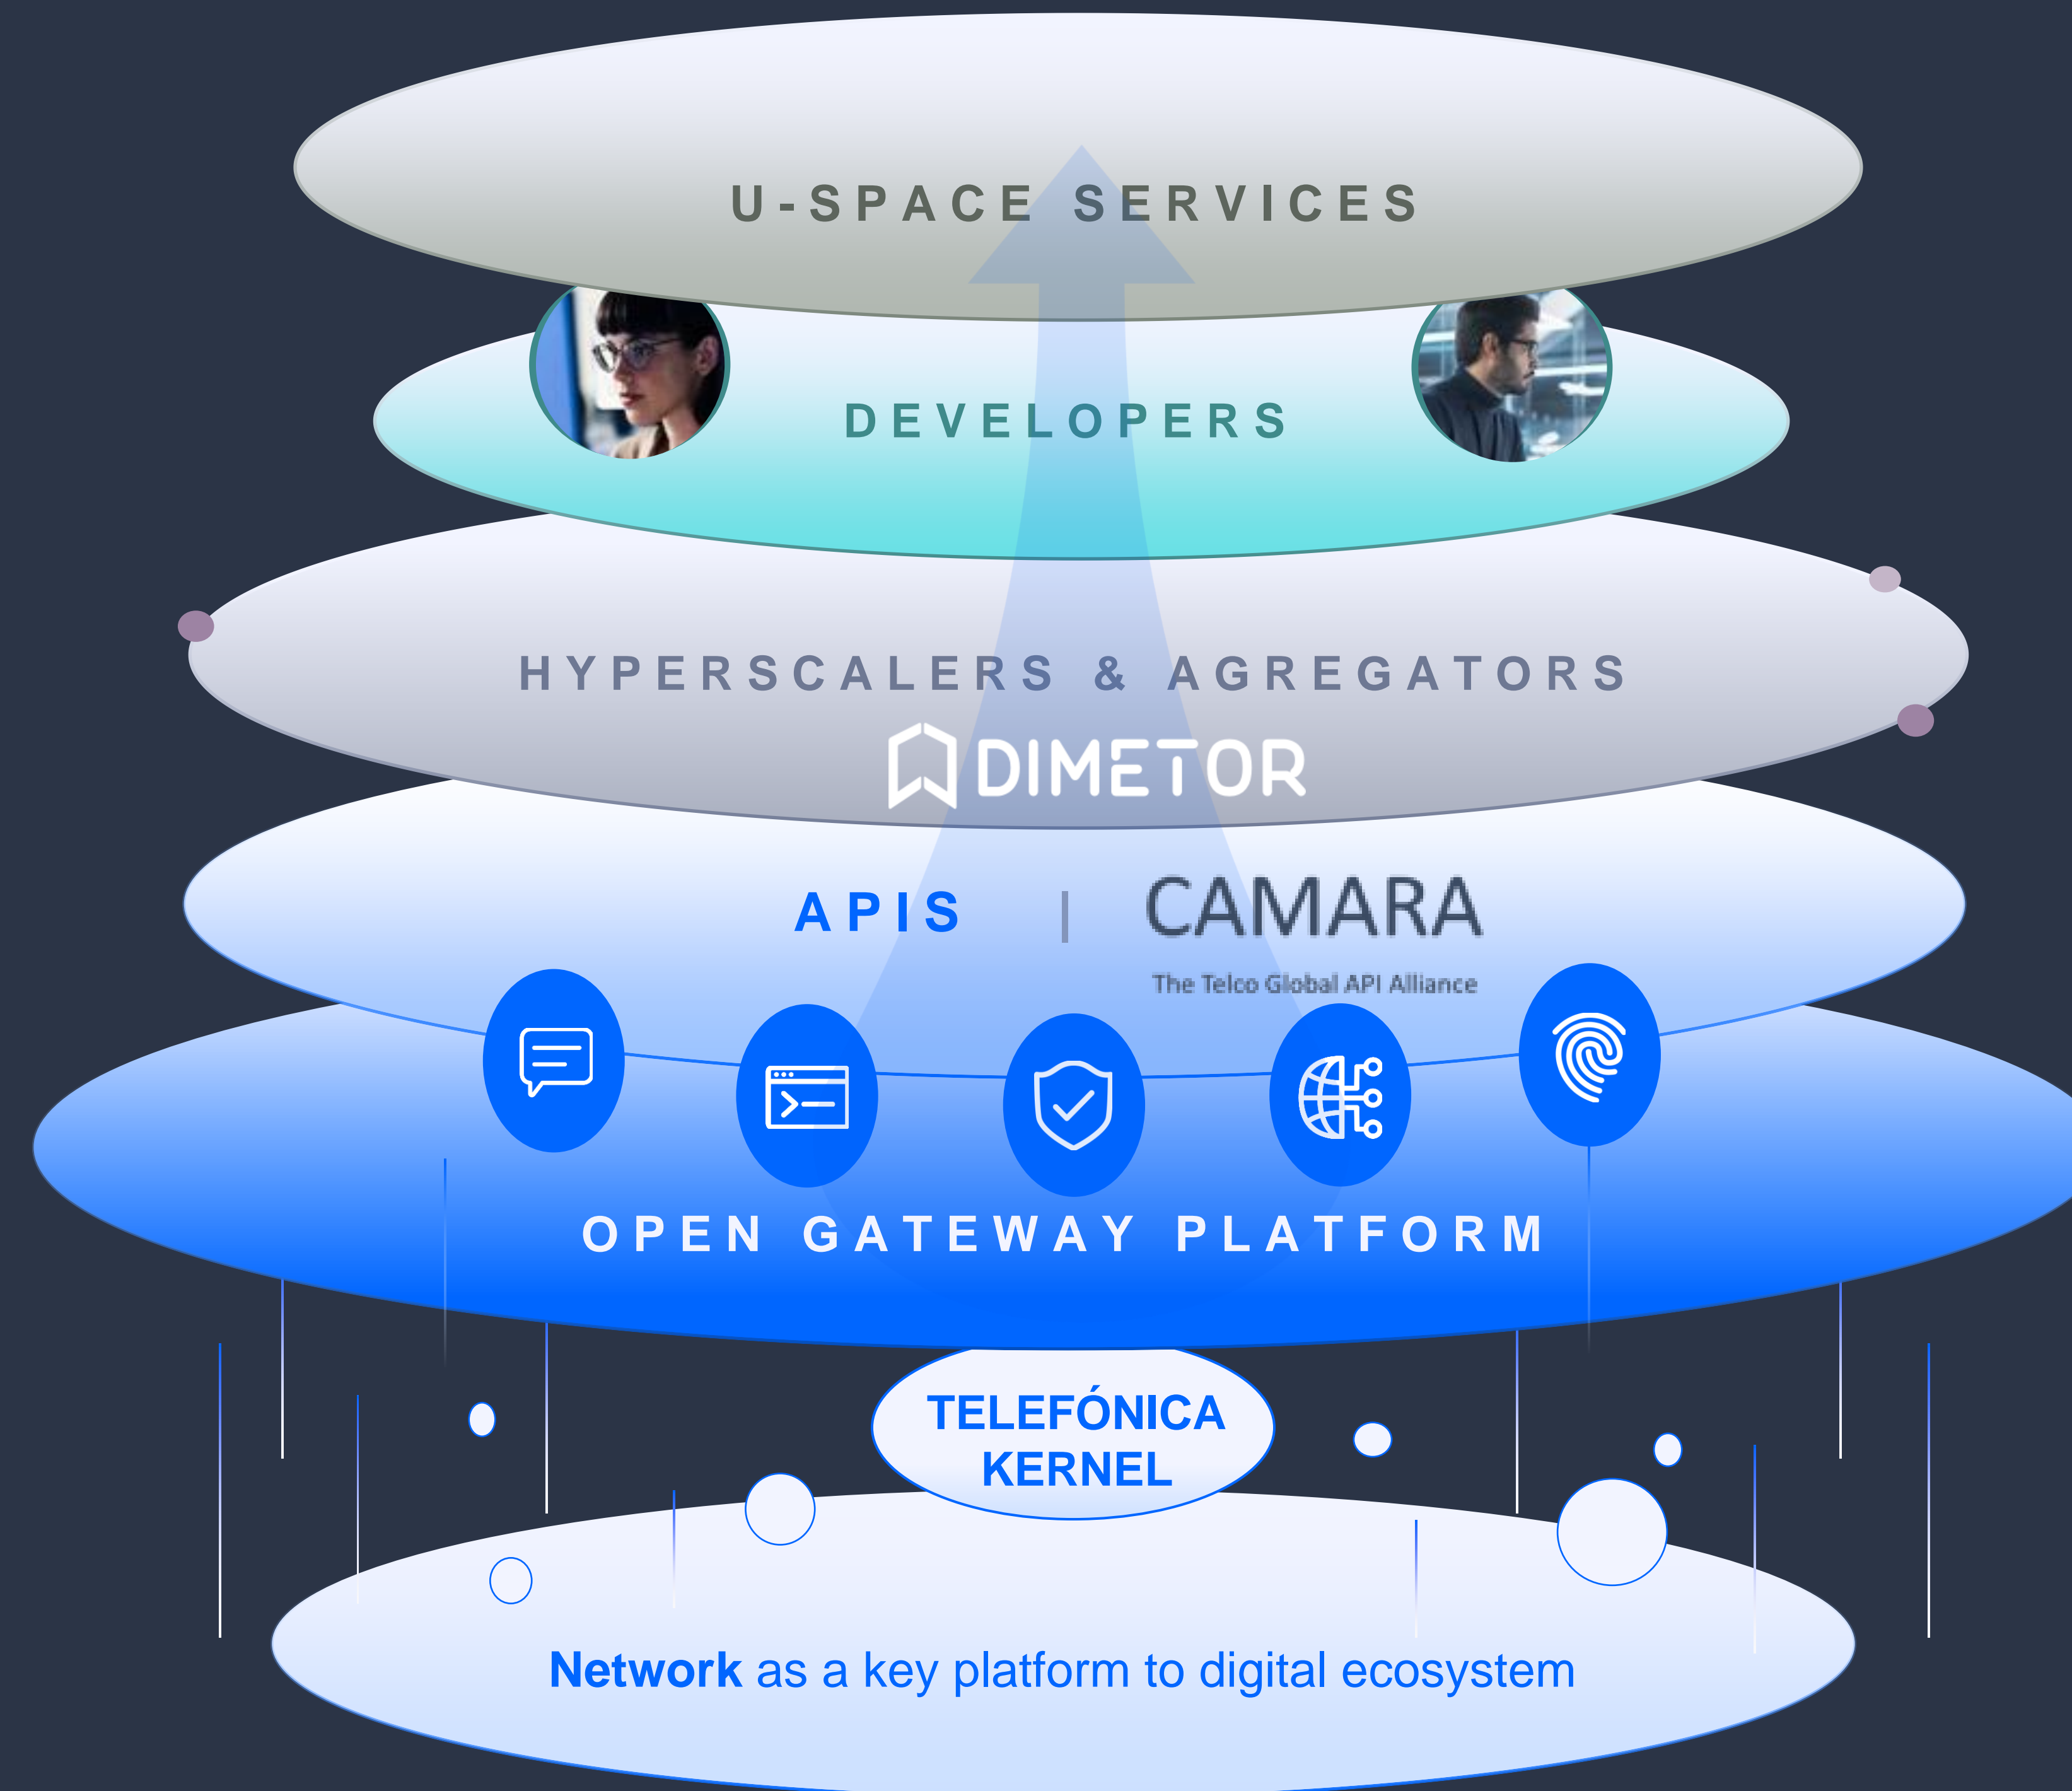 U-SPACE SERVICES
DEVELOPERS
HYPERSCALERS & AGREGATORS
DIMETOR
APIS | CAMARA
The Telco Global API Alliance
OPEN GATEWAY PLATFORM
TELEFÓNICA
KERNEL
Network as a key platform to digital ecosystem